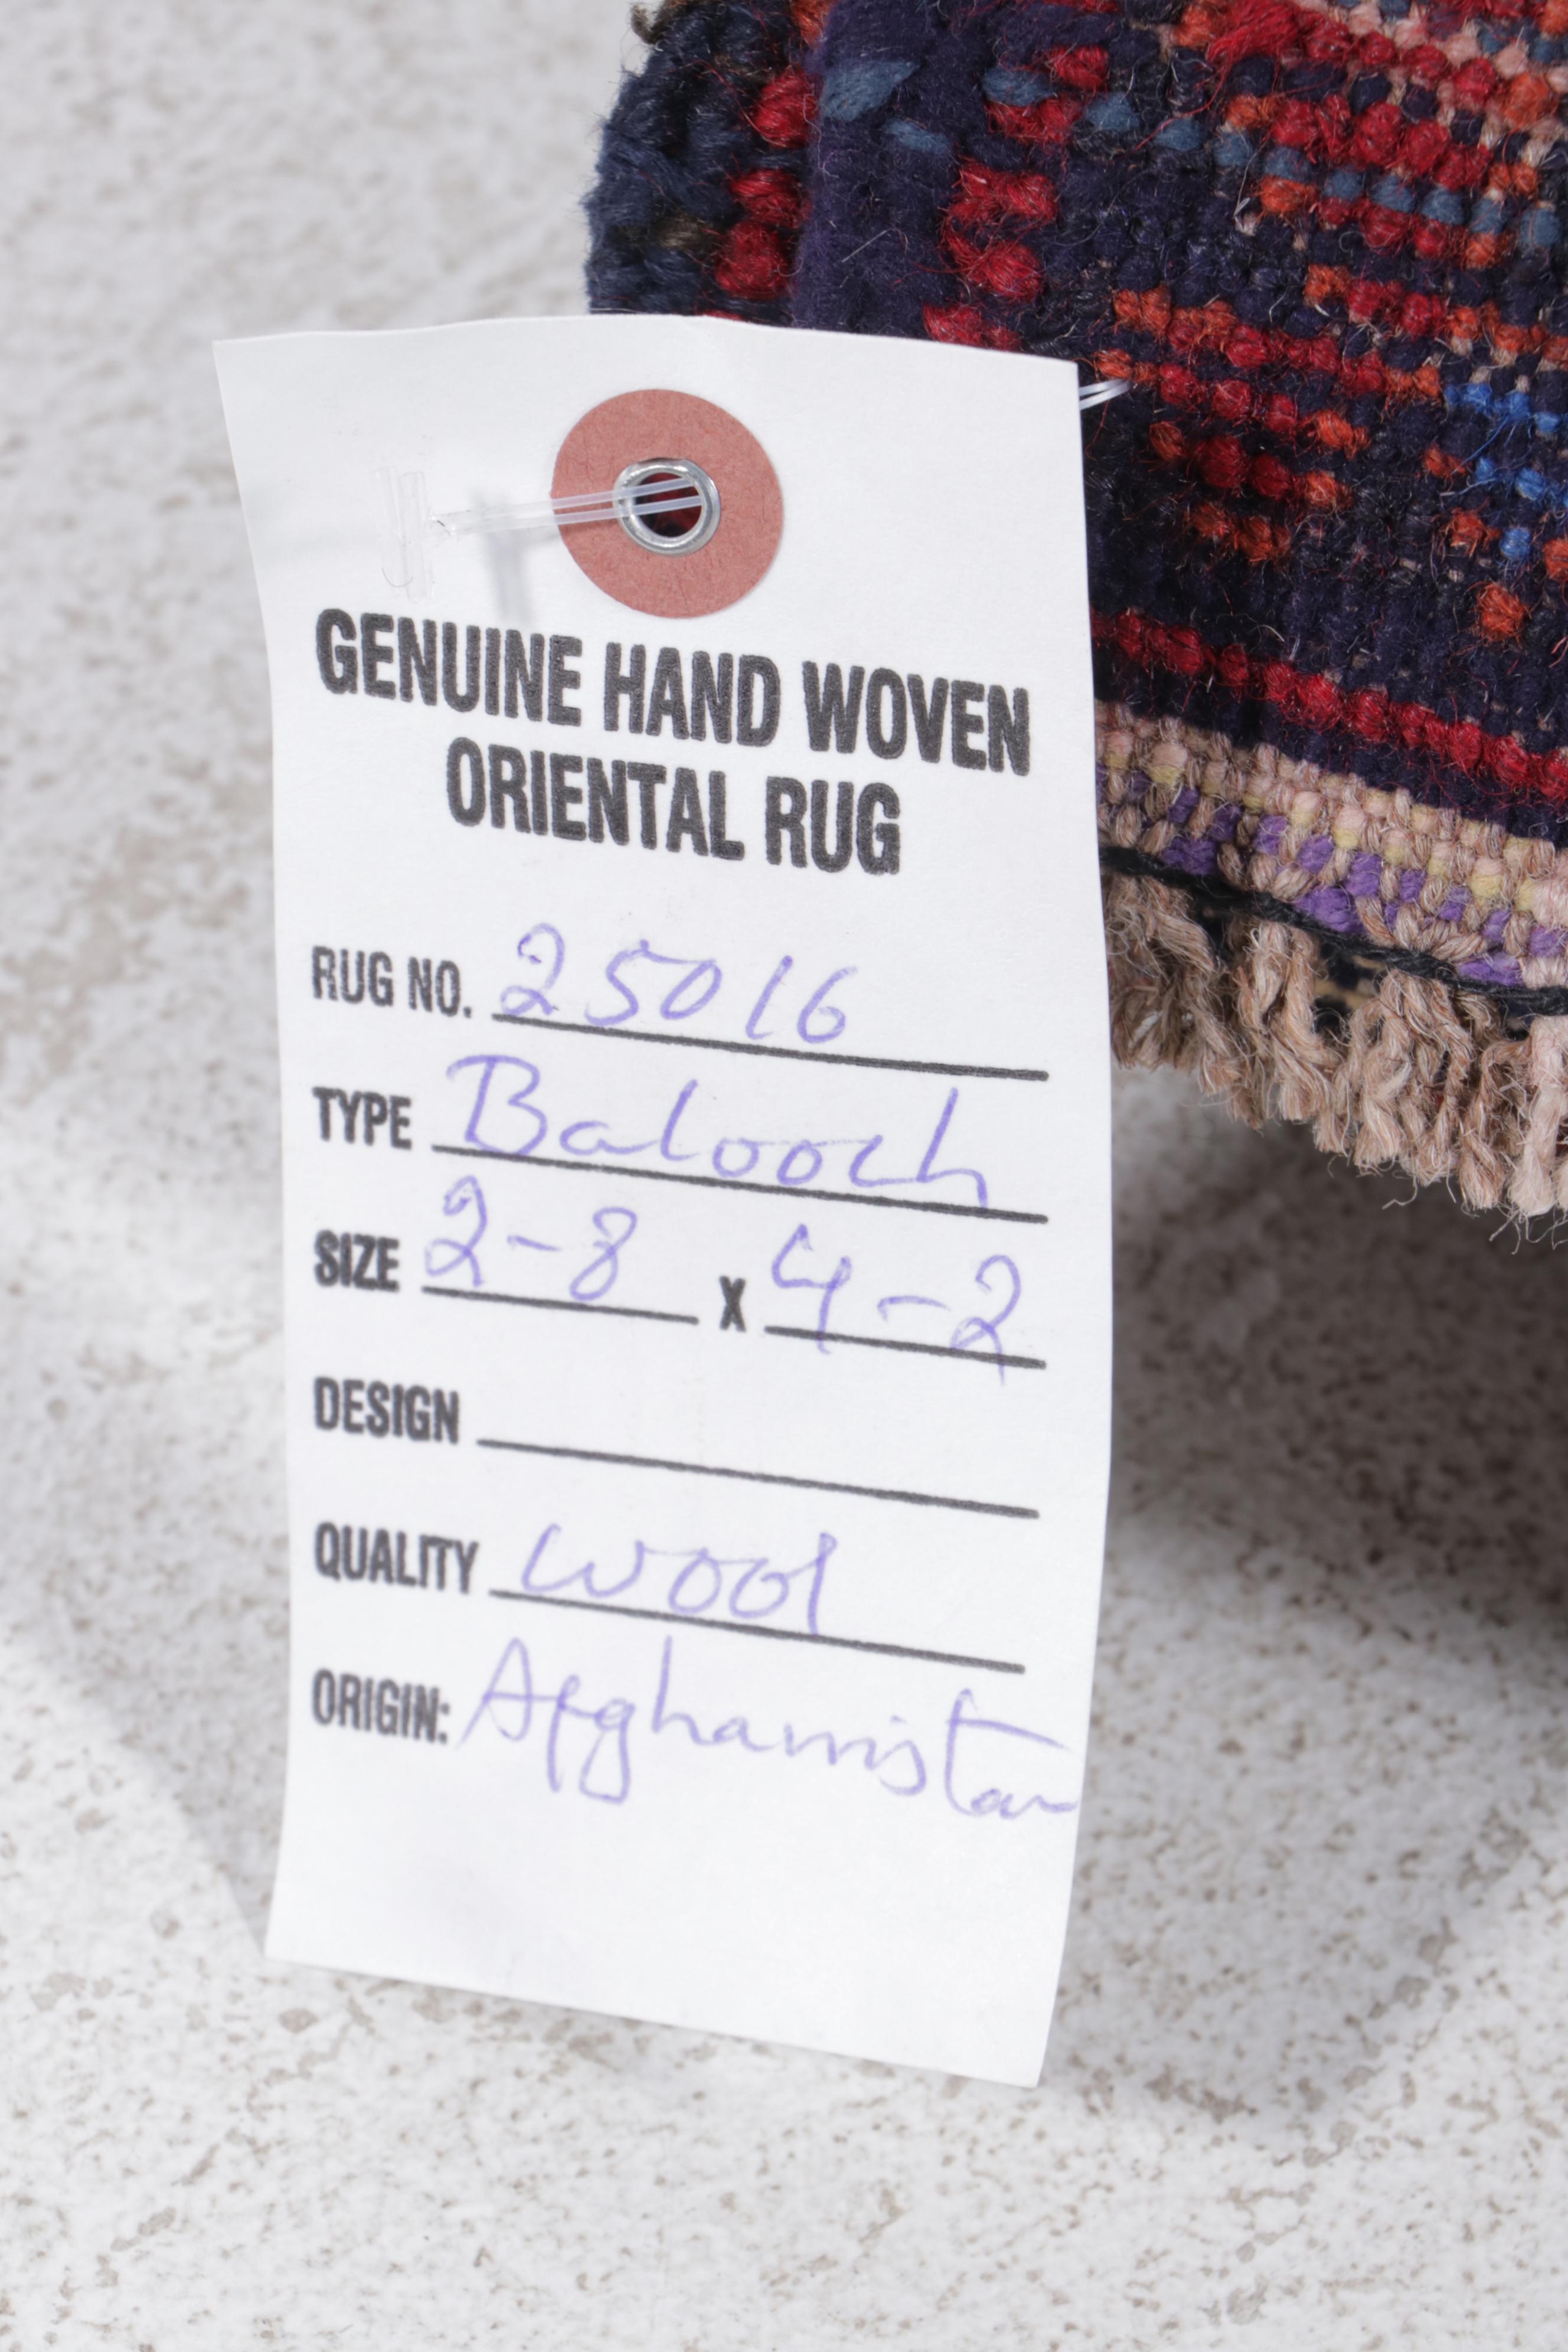 GENUINE HAND WOVEN
ORIENTAL RUG
RUG NO. 25016
TYPE Balooch
SIZE 2-8 X 4-2
DESIGN
QUALITY Wool
ORIGIN: Afghanistan